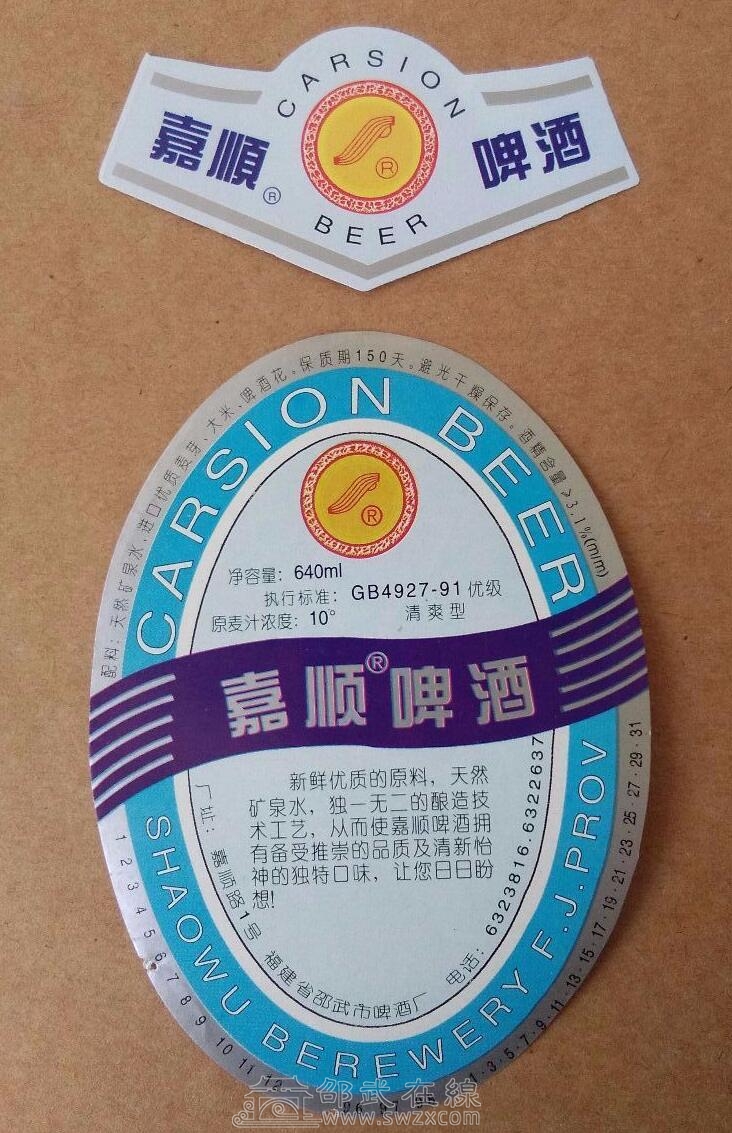 CARSION
嘉順®
®
啤酒
BEER
配料：天然矿泉水、进口优质麦芽、大米、啤酒花。保质期150天。避光干燥保存。酒精含量≥3.1%(m/m)
CARSION BEER
®
净容量：640ml
执行标准：GB4927-91 优级
原麦汁浓度：10° 清爽型
嘉顺®啤酒
新鲜优质的原料，天然
矿泉水，独一无二的酿造技
术工艺，从而使嘉顺啤酒拥
有备受推崇的品质及清新怡
神的独特口味，让您日日盼
想！
厂址：嘉顺路1号
福建省邵武市啤酒厂
电话：6323816.6322637
SHAOWU BEREWERY F.J.PROV
1 2 3 4 5 6 7 8 9 10 11 12
1·3·5·7·9·11·13·15·17·19·21·23·25·27·29·31
邵武在線
www.swzx.com